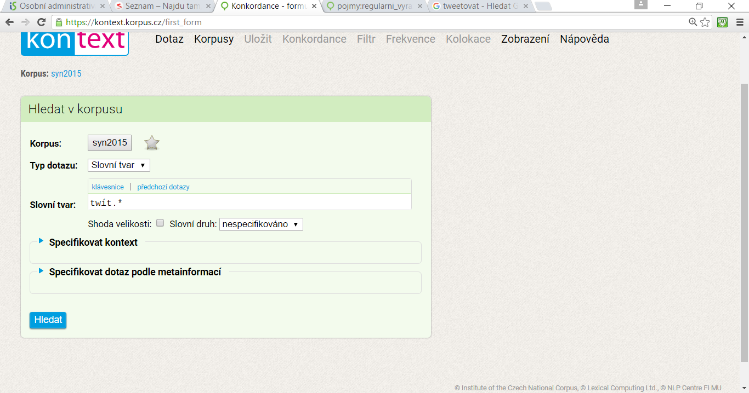 Osobní administrativ
Seznam – Najdu tam
Konkordance - form
pojmy:regularni_vyra
tweetovat - Hledat
https://kontext.korpus.cz/first_form
kontext
Dotaz Korpusy Uložit Konkordance Filtr Frekvence Kolokace Zobrazení Nápověda
Korpus: syn2015
Hledat v korpusu
Korpus: syn2015
Typ dotazu: Slovní tvar
klávesnice | předchozí dotazy
Slovní tvar: twit.*
Shoda velikosti: Slovní druh: nespecifikováno
Specifikovat kontext
Specifikovat dotaz podle metainformací
Hledat
© Institute of the Czech National Corpus, © Lexical Computing Ltd., © NLP Centre FI MU